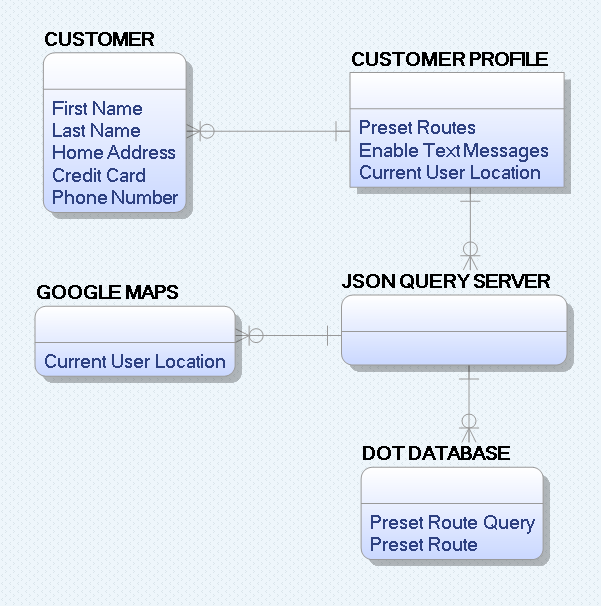 CUSTOMER
First Name
Last Name
Home Address
Credit Card
Phone Number
CUSTOMER PROFILE
Preset Routes
Enable Text Messages
Current User Location
GOOGLE MAPS
Current User Location
JSON QUERY SERVER
DOT DATABASE
Preset Route Query
Preset Route